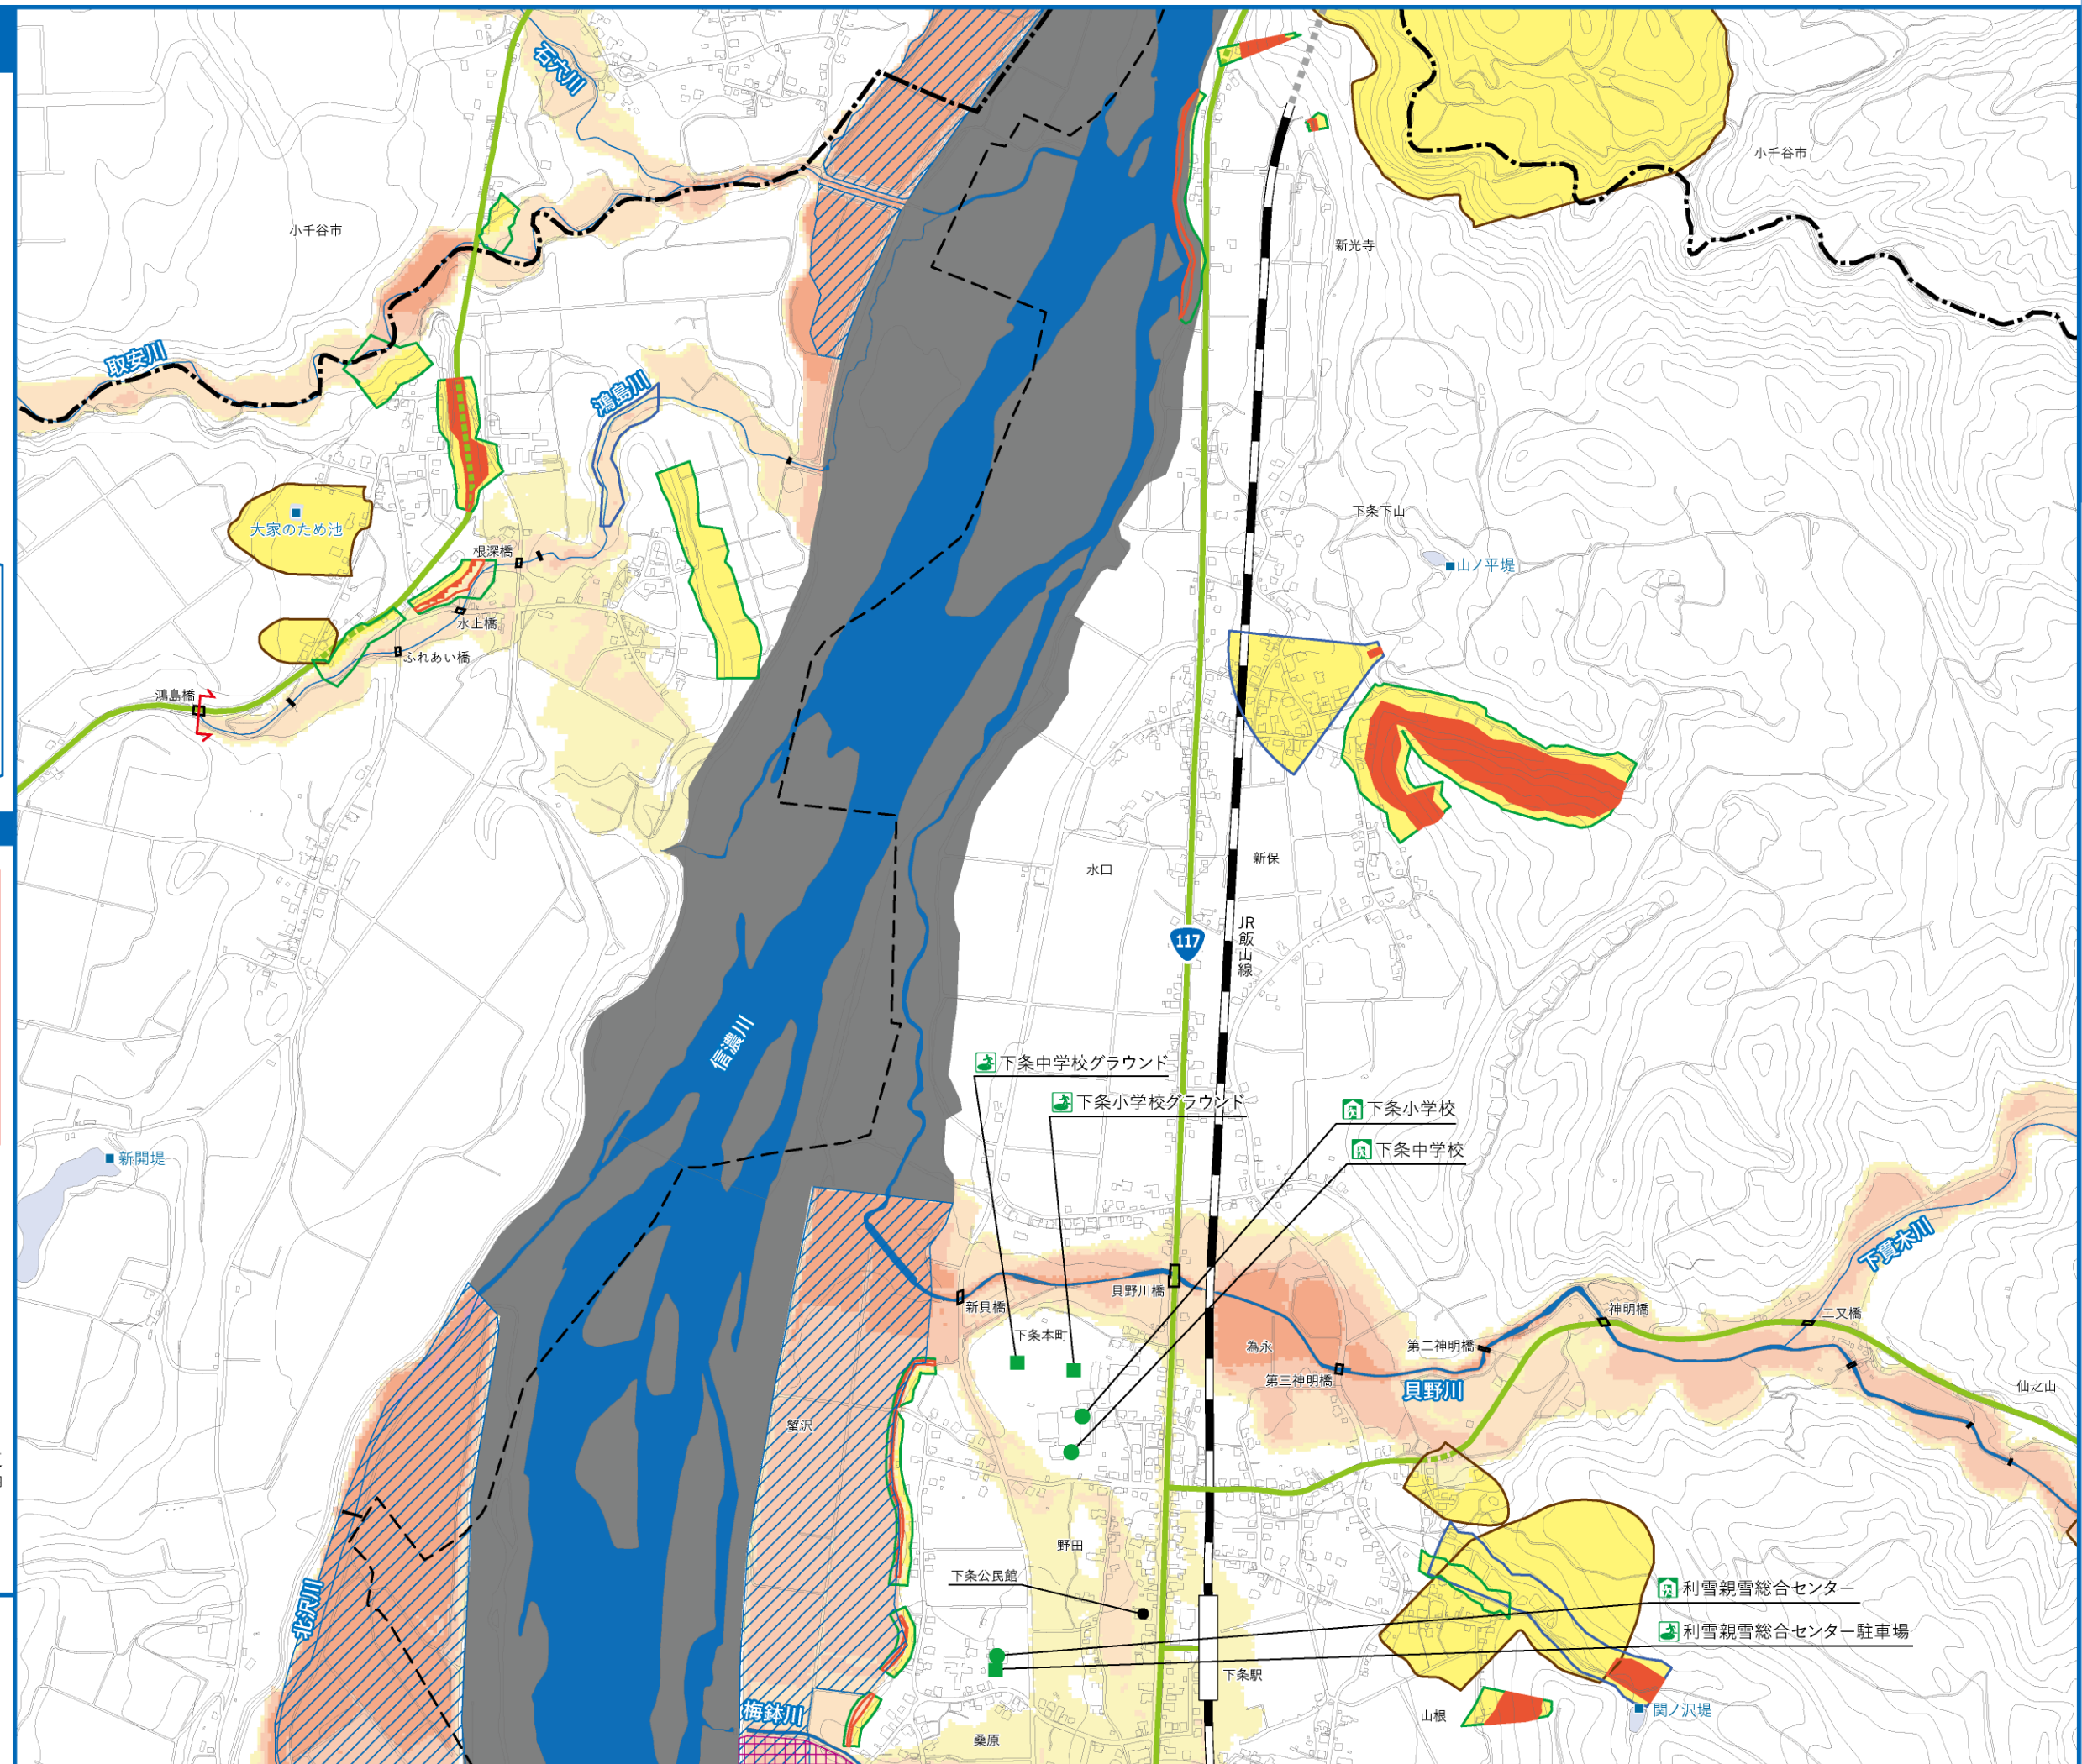 石穴川
小千谷市
小千谷市
新光寺
取安川
鴻島川
大家のため池
下条下山
根深橋
山ノ平堤
水上橋
ふれあい橋
鴻島橋
水口
新保
117
JR飯山線
信濃川
下条中学校グラウンド
下条小学校グラウンド
下条小学校
下条中学校
新開堤
下貫木川
貝野川橋
新貝橋
神明橋
二又橋
下条本町
為永
第二神明橋
第三神明橋
貝野川
仙之山
蟹沢
野田
下条公民館
北沢川
利雪親雪総合センター
利雪親雪総合センター駐車場
下条駅
梅鉢川
関ノ沢堤
山根
桑原